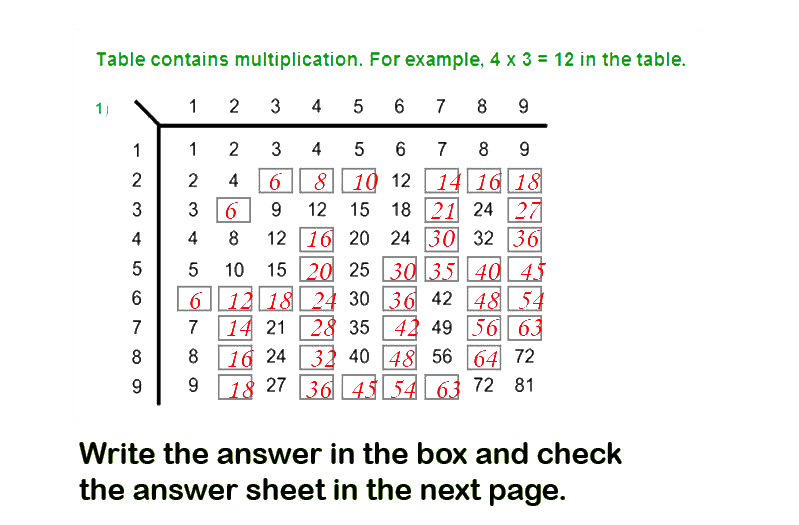 Table contains multiplication. For example, 4 x 3 = 12 in the table.
1) 1 2 3 4 5 6 7 8 9
1 1 2 3 4 5 6 7 8 9
2 2 4 6 8 10 12 14 16 18
3 3 6 9 12 15 18 21 24 27
4 4 8 12 16 20 24 30 32 36
5 5 10 15 20 25 30 35 40 45
6 6 12 18 24 30 36 42 48 54
7 7 14 21 28 35 42 49 56 63
8 8 16 24 32 40 48 56 64 72
9 9 18 27 36 45 54 63 72 81
Write the answer in the box and check
the answer sheet in the next page.